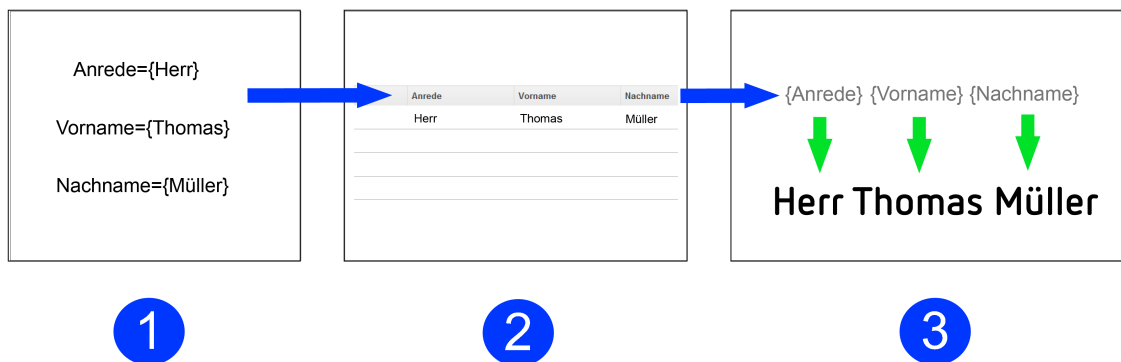 Anrede={Herr}
Vorname={Thomas}
Nachname={Müller}
Anrede Vorname Nachname
Herr Thomas Müller
{Anrede} {Vorname} {Nachname}
Herr Thomas Müller
1
2
3